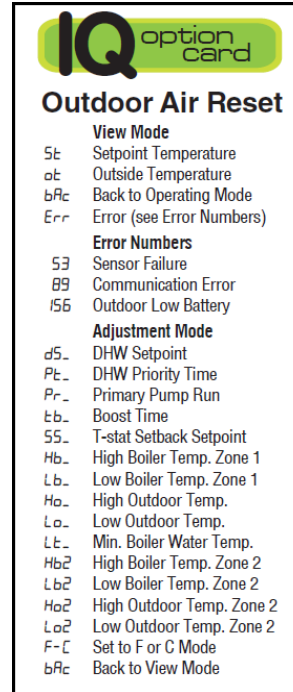 IQ option card
Outdoor Air Reset
View Mode
St Setpoint Temperature
ot Outside Temperature
bAc Back to Operating Mode
Err Error (see Error Numbers)
Error Numbers
53 Sensor Failure
89 Communication Error
156 Outdoor Low Battery
Adjustment Mode
dS_ DHW Setpoint
Pt_ DHW Priority Time
Pr_ Primary Pump Run
tb_ Boost Time
SS_ T-stat Setback Setpoint
Hb_ High Boiler Temp. Zone 1
Lb_ Low Boiler Temp. Zone 1
Ho_ High Outdoor Temp.
Lo_ Low Outdoor Temp.
Lt_ Min. Boiler Water Temp.
Hb2 High Boiler Temp. Zone 2
Lb2 Low Boiler Temp. Zone 2
Ho2 High Outdoor Temp. Zone 2
Lo2 Low Outdoor Temp. Zone 2
F-C Set to F or C Mode
bAc Back to View Mode